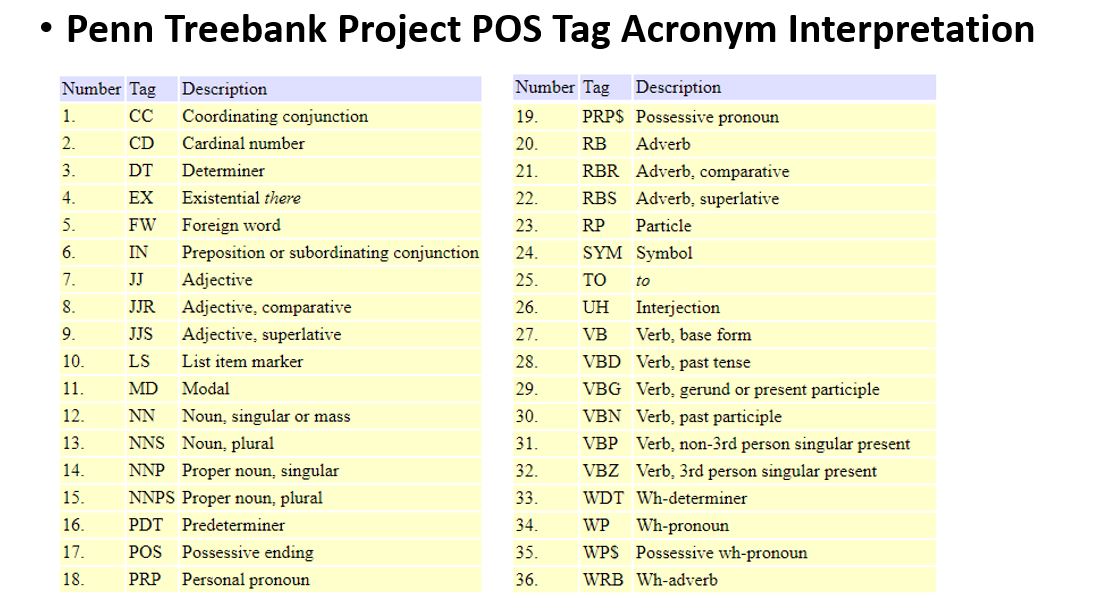 • Penn Treebank Project POS Tag Acronym Interpretation
Number Tag Description
1. CC Coordinating conjunction
2. CD Cardinal number
3. DT Determiner
4. EX Existential there
5. FW Foreign word
6. IN Preposition or subordinating conjunction
7. JJ Adjective
8. JJR Adjective, comparative
9. JJS Adjective, superlative
10. LS List item marker
11. MD Modal
12. NN Noun, singular or mass
13. NNS Noun, plural
14. NNP Proper noun, singular
15. NNPS Proper noun, plural
16. PDT Predeterminer
17. POS Possessive ending
18. PRP Personal pronoun
Number Tag Description
19. PRP$ Possessive pronoun
20. RB Adverb
21. RBR Adverb, comparative
22. RBS Adverb, superlative
23. RP Particle
24. SYM Symbol
25. TO to
26. UH Interjection
27. VB Verb, base form
28. VBD Verb, past tense
29. VBG Verb, gerund or present participle
30. VBN Verb, past participle
31. VBP Verb, non-3rd person singular present
32. VBZ Verb, 3rd person singular present
33. WDT Wh-determiner
34. WP Wh-pronoun
35. WP$ Possessive wh-pronoun
36. WRB Wh-adverb